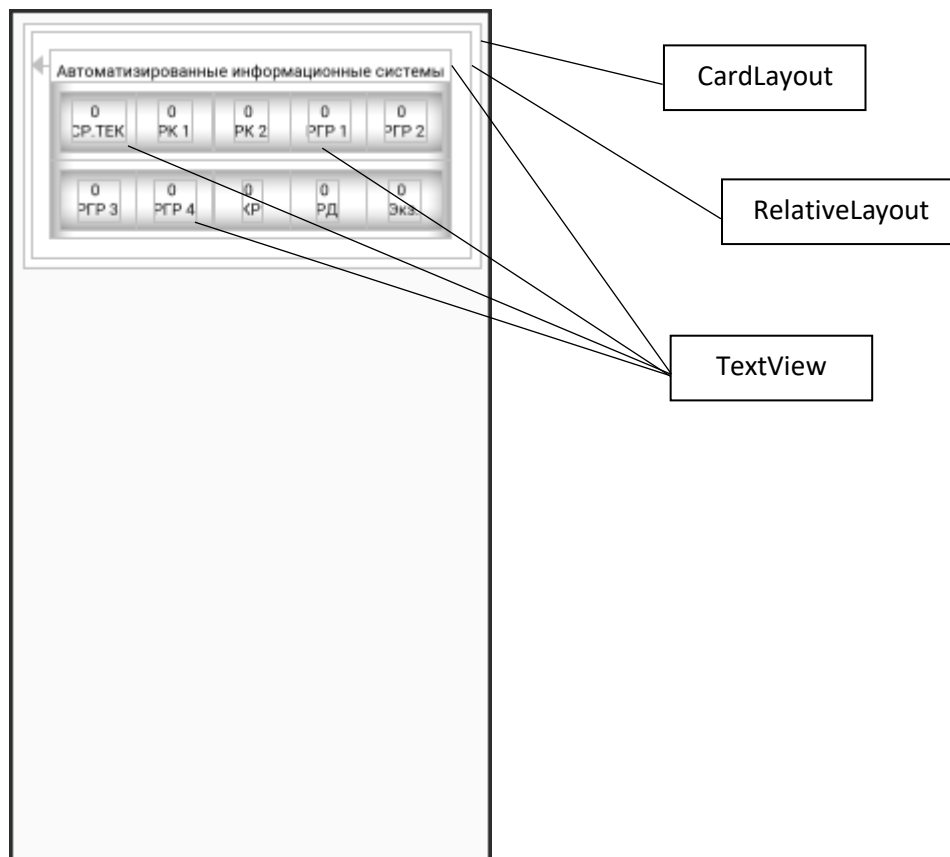 Автоматизированные информационные системы
0 0 0 0 0
СР.ТЕК РК 1 РК 2 РГР 1 РГР 2
0 0 0 0 0
РГР 3 РГР 4 КР РД Экз.
CardLayout
RelativeLayout
TextView